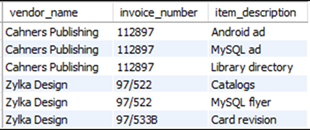 vendor_name invoice_number item_description
Cahners Publishing 112897 Android ad
Cahners Publishing 112897 MySQL ad
Cahners Publishing 112897 Library directory
Zylka Design 97/522 Catalogs
Zylka Design 97/522 MySQL flyer
Zylka Design 97/533B Card revision